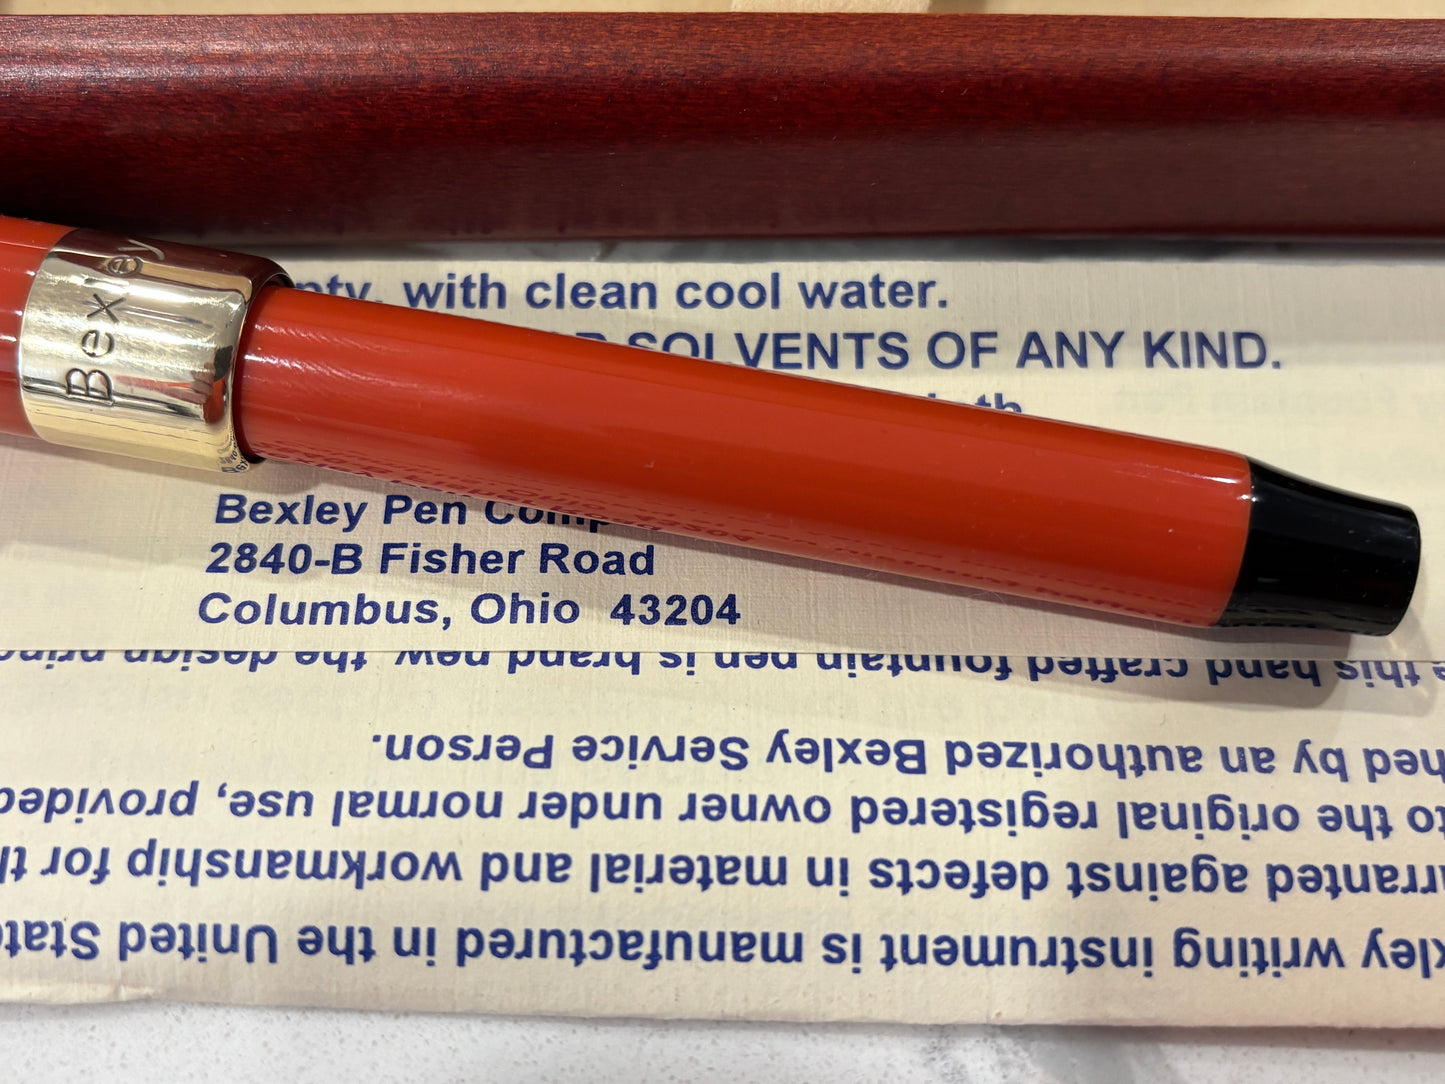 Bexley
with clean cool water.
SOLVENTS OF ANY KIND.
Bexley Pen
2840-B Fisher Road
Columbus, Ohio 43204
this hand crafted fountain pen is brand new, the design
by an authorized Bexley Service Person.
to the original registered owner under normal use, provided
against defects in material and workmanship for
writing instrument is manufactured in the United